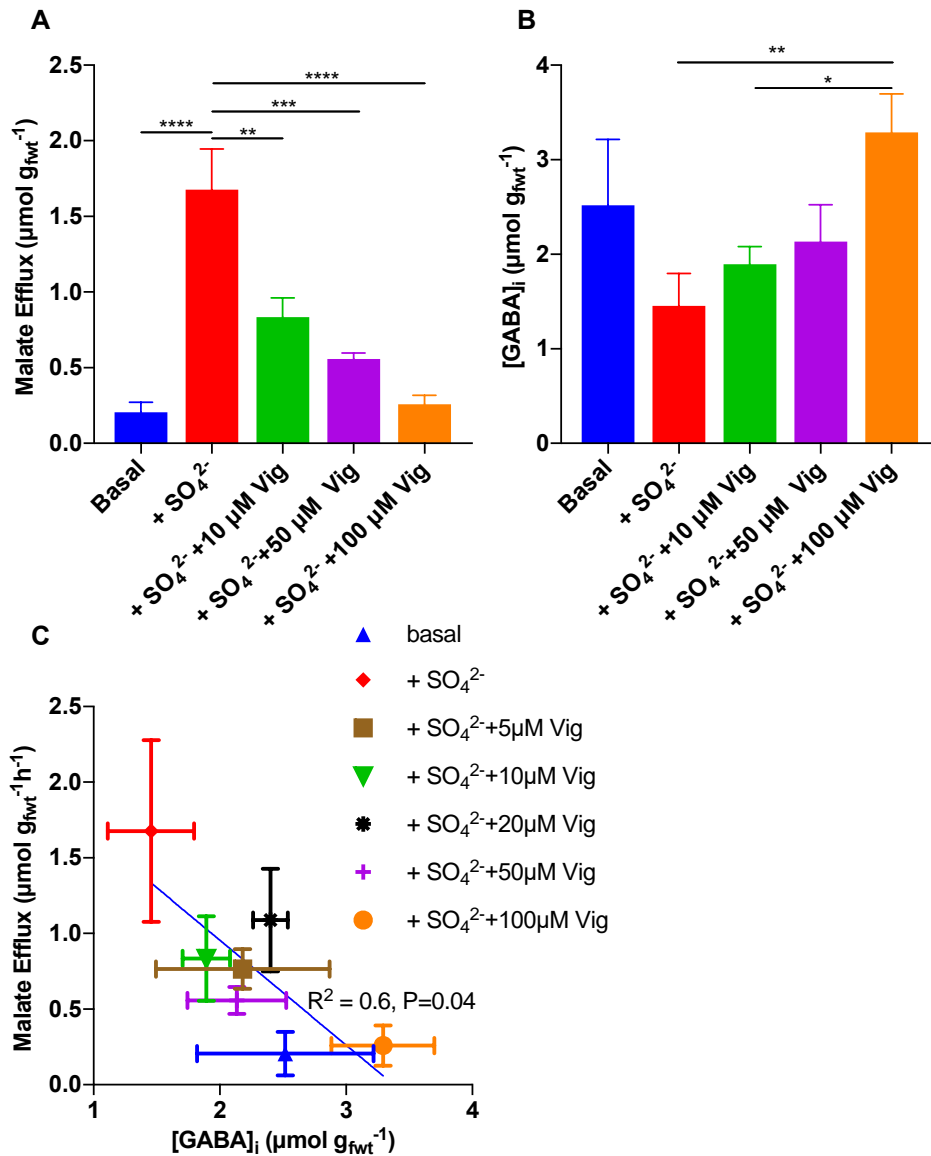 A
Malate Efflux (µmol g_fwt^-1)
2.5
2.0
1.5
1.0
0.5
0.0
****
***
****
**
Basal
+ SO₄²⁻
+ SO₄²⁻+10 µM Vig
+ SO₄²⁻+50 µM Vig
+ SO₄²⁻+100 µM Vig
B
[GABA]i (µmol g_fwt^-1)
4
3
2
1
0
**
*
Basal
+ SO₄²⁻
+ SO₄²⁻+10 µM Vig
+ SO₄²⁻+50 µM Vig
+ SO₄²⁻+100 µM Vig
C
basal
+ SO₄²⁻
+ SO₄²⁻+5µM Vig
+ SO₄²⁻+10µM Vig
+ SO₄²⁻+20µM Vig
+ SO₄²⁻+50µM Vig
+ SO₄²⁻+100µM Vig
Malate Efflux (µmol g_fwt^-1h^-1)
2.5
2.0
1.5
1.0
0.5
0.0
R² = 0.6, P=0.04
1 2 3 4
[GABA]i (µmol g_fwt^-1)